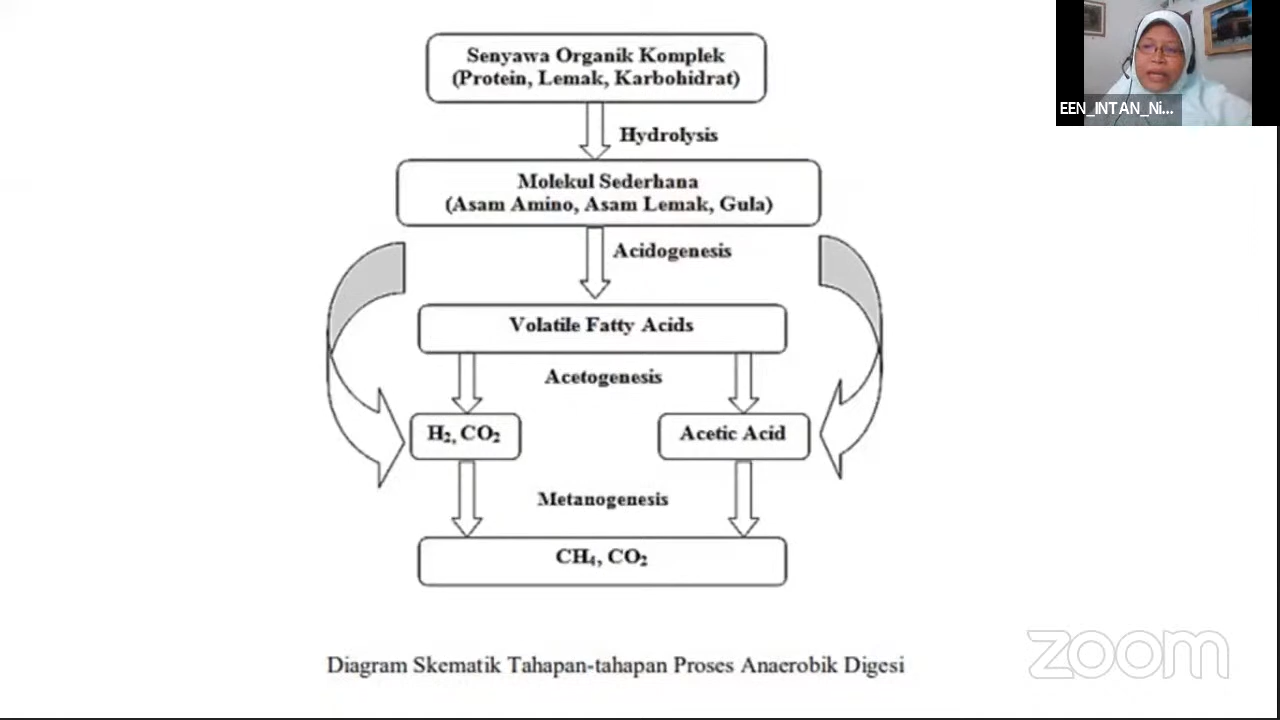 Senyawa Organik Komplek
(Protein, Lemak, Karbohidrat)
EEN_INTAN_Ni...
Hydrolysis
Molekul Sederhana
(Asam Amino, Asam Lemak, Gula)
Acidogenesis
Volatile Fatty Acids
Acetogenesis
H₂, CO₂
Acetic Acid
Metanogenesis
CH₄, CO₂
zoom
Diagram Skematik Tahapan-tahapan Proses Anaerobik Digesi